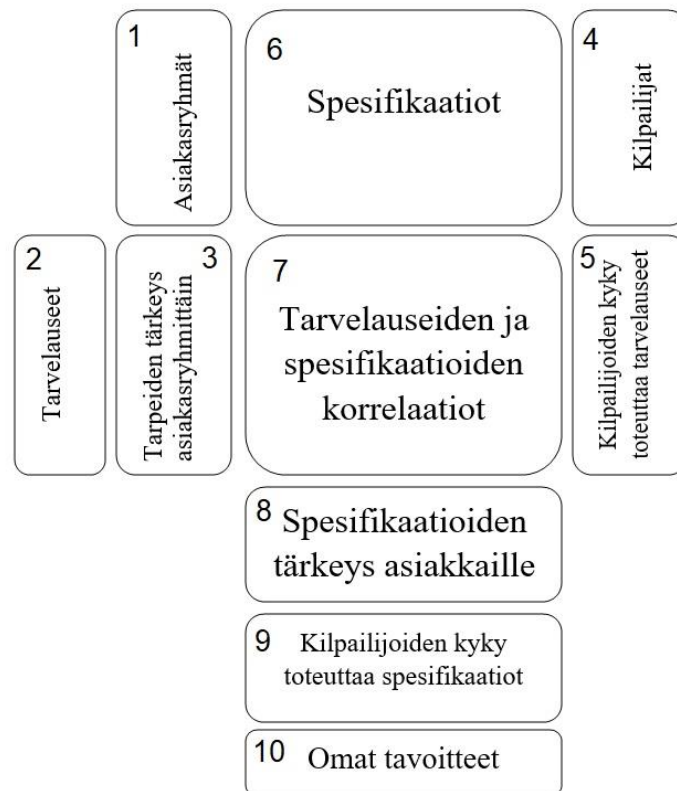 1
Asiakasryhmät
6
Spesifikaatiot
4
Kilpailijat
2
Tarvelauseet
3
Tarpeiden tärkeys
asiakasryhmittäin
7
Tarvelauseiden ja
spesifikaatioiden
korrelaatiot
5
Kilpailijoiden kyky
toteuttaa tarvelauseet
8
Spesifikaatioiden
tärkeys asiakkaille
9
Kilpailijoiden kyky
toteuttaa spesifikaatiot
10
Omat tavoitteet